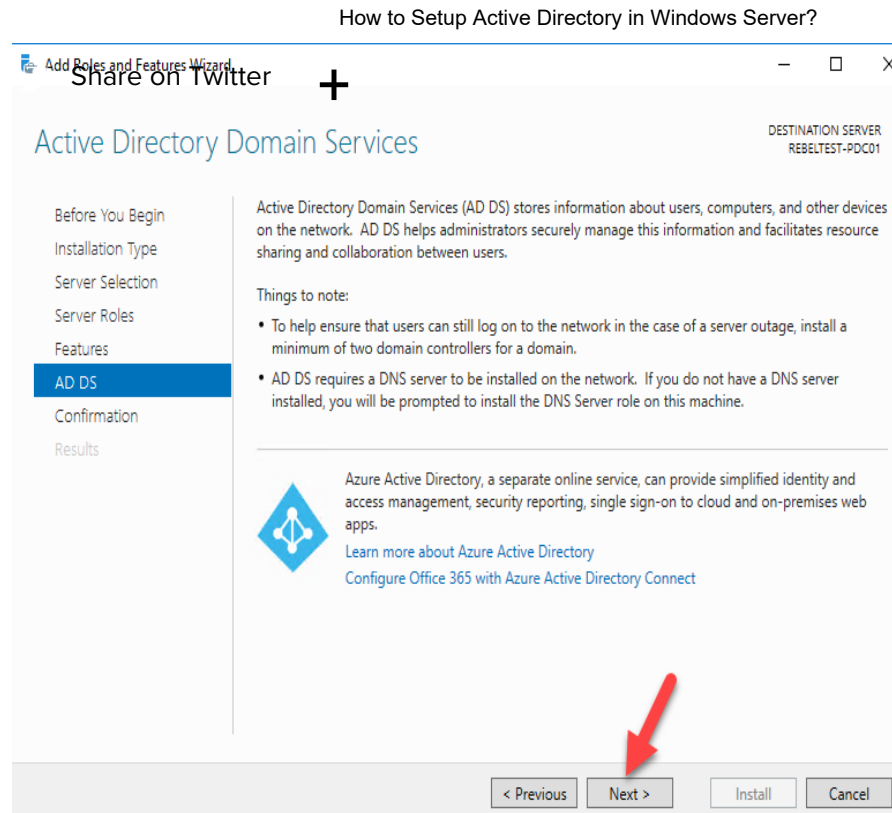 How to Setup Active Directory in Windows Server?
Add Roles and Features Wizard
Share on Twitter +
Active Directory Domain Services
DESTINATION SERVER
REBELTEST-PDC01
Before You Begin
Installation Type
Server Selection
Server Roles
Features
AD DS
Confirmation
Results
Active Directory Domain Services (AD DS) stores information about users, computers, and other devices
on the network. AD DS helps administrators securely manage this information and facilitates resource
sharing and collaboration between users.
Things to note:
• To help ensure that users can still log on to the network in the case of a server outage, install a
minimum of two domain controllers for a domain.
• AD DS requires a DNS server to be installed on the network. If you do not have a DNS server
installed, you will be prompted to install the DNS Server role on this machine.
Azure Active Directory, a separate online service, can provide simplified identity and
access management, security reporting, single sign-on to cloud and on-premises web
apps.
Learn more about Azure Active Directory
Configure Office 365 with Azure Active Directory Connect
< Previous
Next >
Install
Cancel